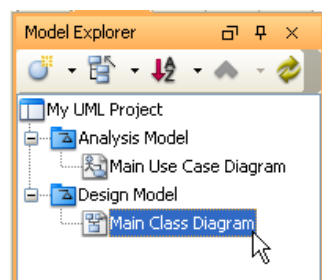 Model Explorer
My UML Project
Analysis Model
Main Use Case Diagram
Design Model
Main Class Diagram